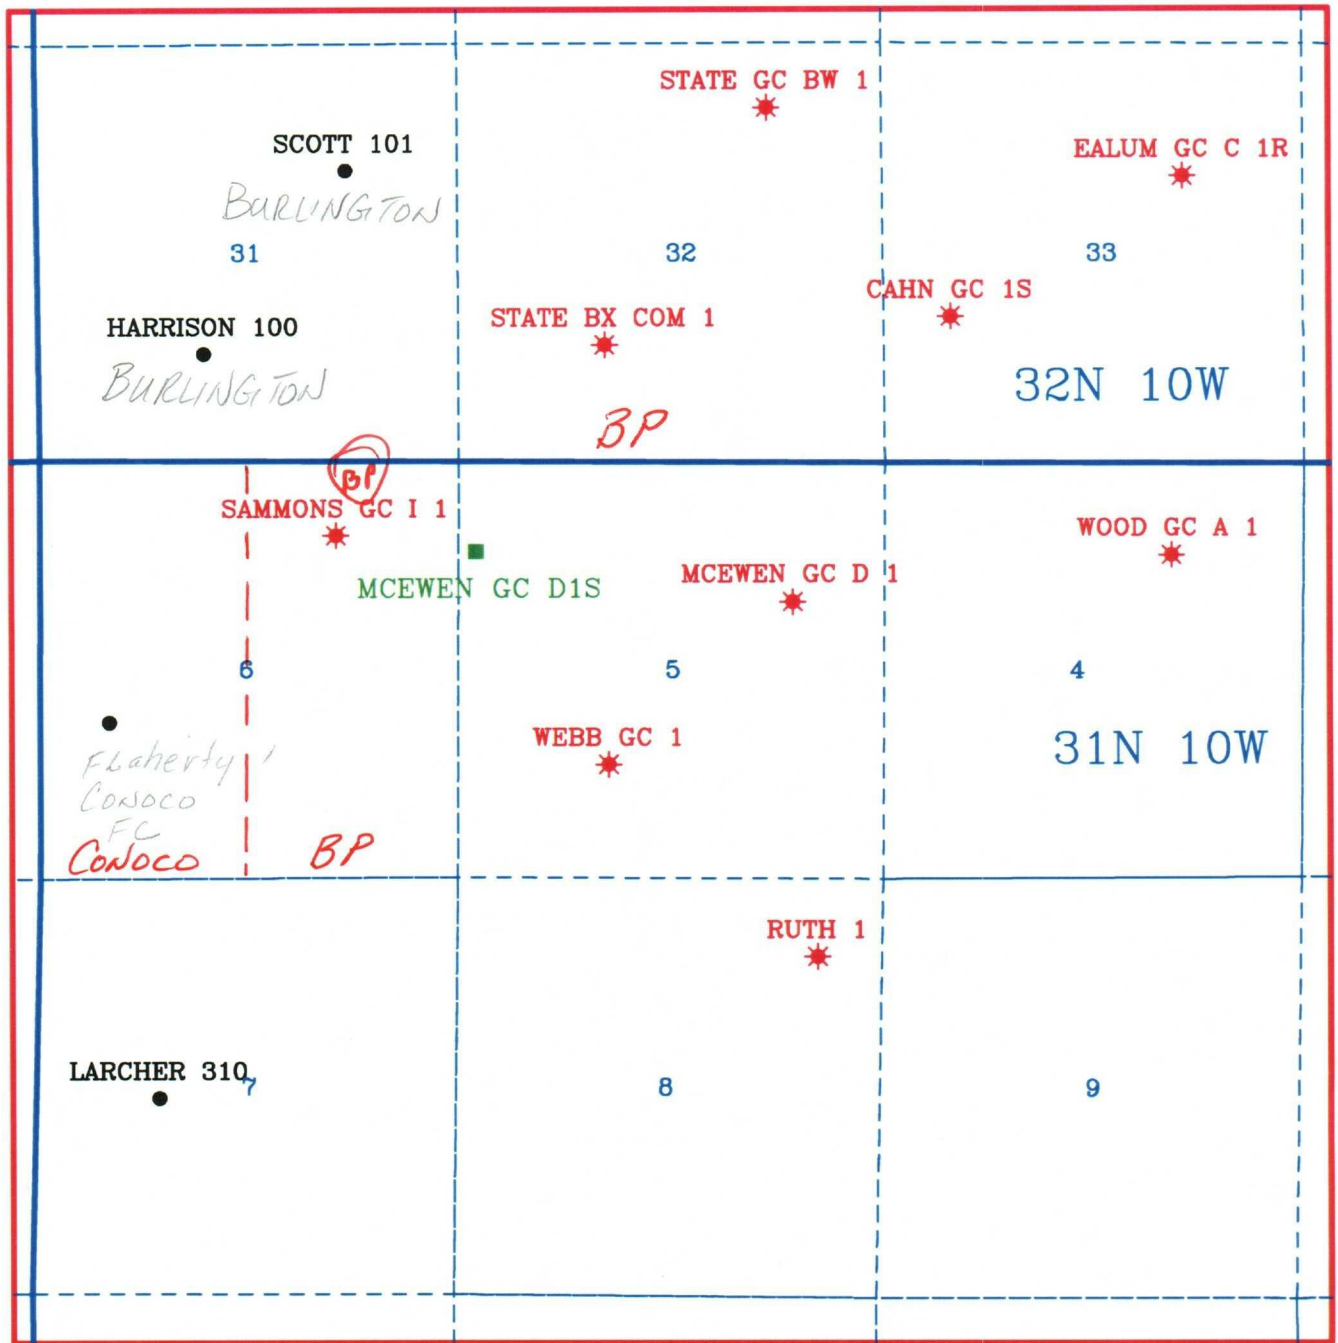 STATE GC BW 1
SCOTT 101
EALUM GC C 1R
BURLINGTON
31
32
33
CAHN GC 1S
STATE BX COM 1
HARRISON 100
BURLINGTON
32N 10W
BP
BP
SAMMONS GC I 1
WOOD GC A 1
MCEWEN GC D1S
MCEWEN GC D 1
6
5
4
WEBB GC 1
31N 10W
Flaherty 1
CONOCO
FC
CONOCO
BP
RUTH 1
LARCHER 310
7
8
9